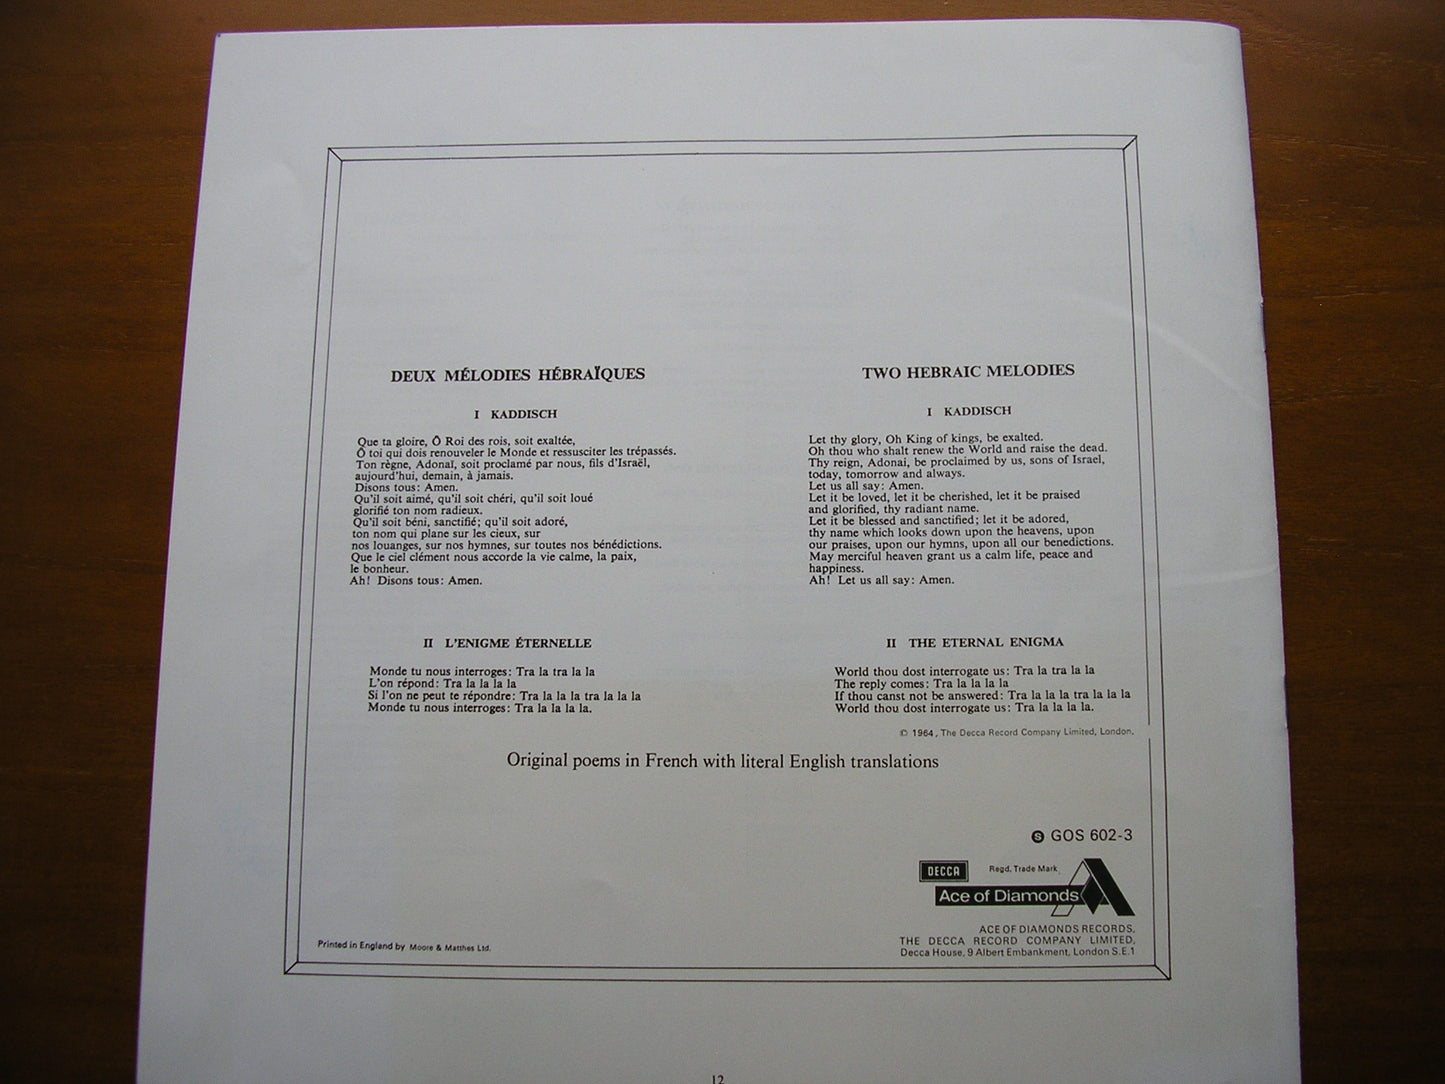 DEUX MÉLODIES HÉBRAÏQUES
I KADDISCH
Que ta gloire, Ô Roi des rois, soit exaltée,
Ô toi qui dois renouveler le Monde et ressusciter les trépassés.
Ton règne, Adonaï, soit proclamé par nous, fils d'Israël,
aujourd'hui, demain, à jamais.
Disons tous: Amen.
Qu'il soit aimé, qu'il soit chéri, qu'il soit loué
glorifié ton nom radieux.
Qu'il soit béni, sanctifié; qu'il soit adoré,
ton nom qui plane sur les cieux, sur
nos louanges, sur nos hymnes, sur toutes nos bénédictions.
Que le ciel clément nous accorde la vie calme, la paix,
le bonheur.
Ah! Disons tous: Amen.
II L'ENIGME ÉTERNELLE
Monde tu nous interroges: Tra la tra la la
L'on répond: Tra la la la la
Si l'on ne peut te répondre: Tra la la la tra la la la
Monde tu nous interroges: Tra la la la la.
TWO HEBRAIC MELODIES
I KADDISCH
Let thy glory, Oh King of kings, be exalted.
Oh thou who shalt renew the World and raise the dead.
Thy reign, Adonai, be proclaimed by us, sons of Israel,
today, tomorrow and always.
Let us all say: Amen.
Let it be loved, let it be cherished, let it be praised
and glorified, thy radiant name.
Let it be blessed and sanctified; let it be adored,
thy name which looks down upon the heavens, upon
our praises, upon our hymns, upon all our benedictions.
May merciful heaven grant us a calm life, peace and
happiness.
Ah! Let us all say: Amen.
II THE ETERNAL ENIGMA
World thou dost interrogate us: Tra la tra la la
The reply comes: Tra la la la la
If thou canst not be answered: Tra la la la tra la la la
World thou dost interrogate us: Tra la la la la.
© 1964, The Decca Record Company Limited, London.
Original poems in French with literal English translations
S GOS 602-3
DECCA
Regd. Trade Mark
Ace of Diamonds
ACE OF DIAMONDS RECORDS,
THE DECCA RECORD COMPANY LIMITED,
Decca House, 9 Albert Embankment, London S.E.1
Printed in England by Moore & Matthes Ltd.
12